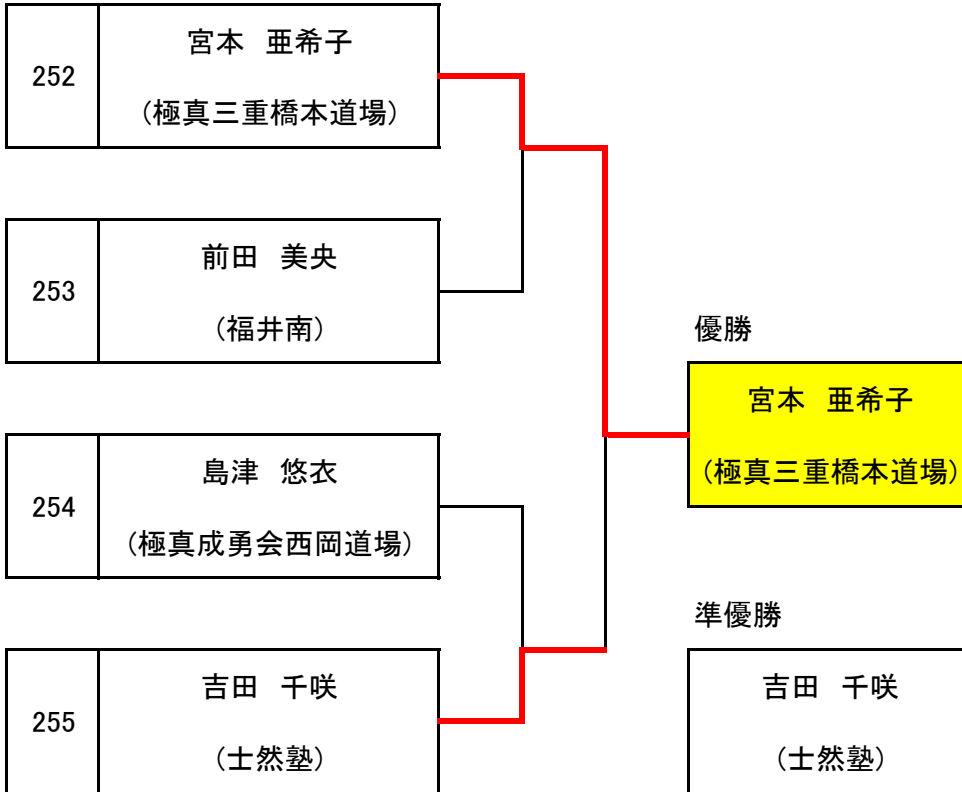 252
宮本　亜希子
（極真三重橋本道場）
253
前田　美央
（福井南）
254
島津　悠衣
（極真成勇会西岡道場）
255
吉田　千咲
（士然塾）
優勝
宮本　亜希子
（極真三重橋本道場）
準優勝
吉田　千咲
（士然塾）